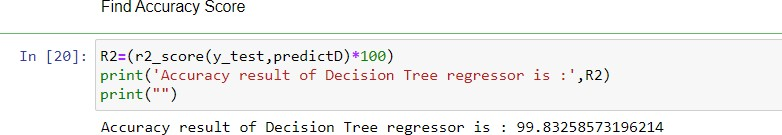 Find Accuracy Score
In [20]: R2=(r2_score(y_test,predictD)*100)
print('Accuracy result of Decision Tree regressor is :',R2)
print("")
Accuracy result of Decision Tree regressor is : 99.83258573196214